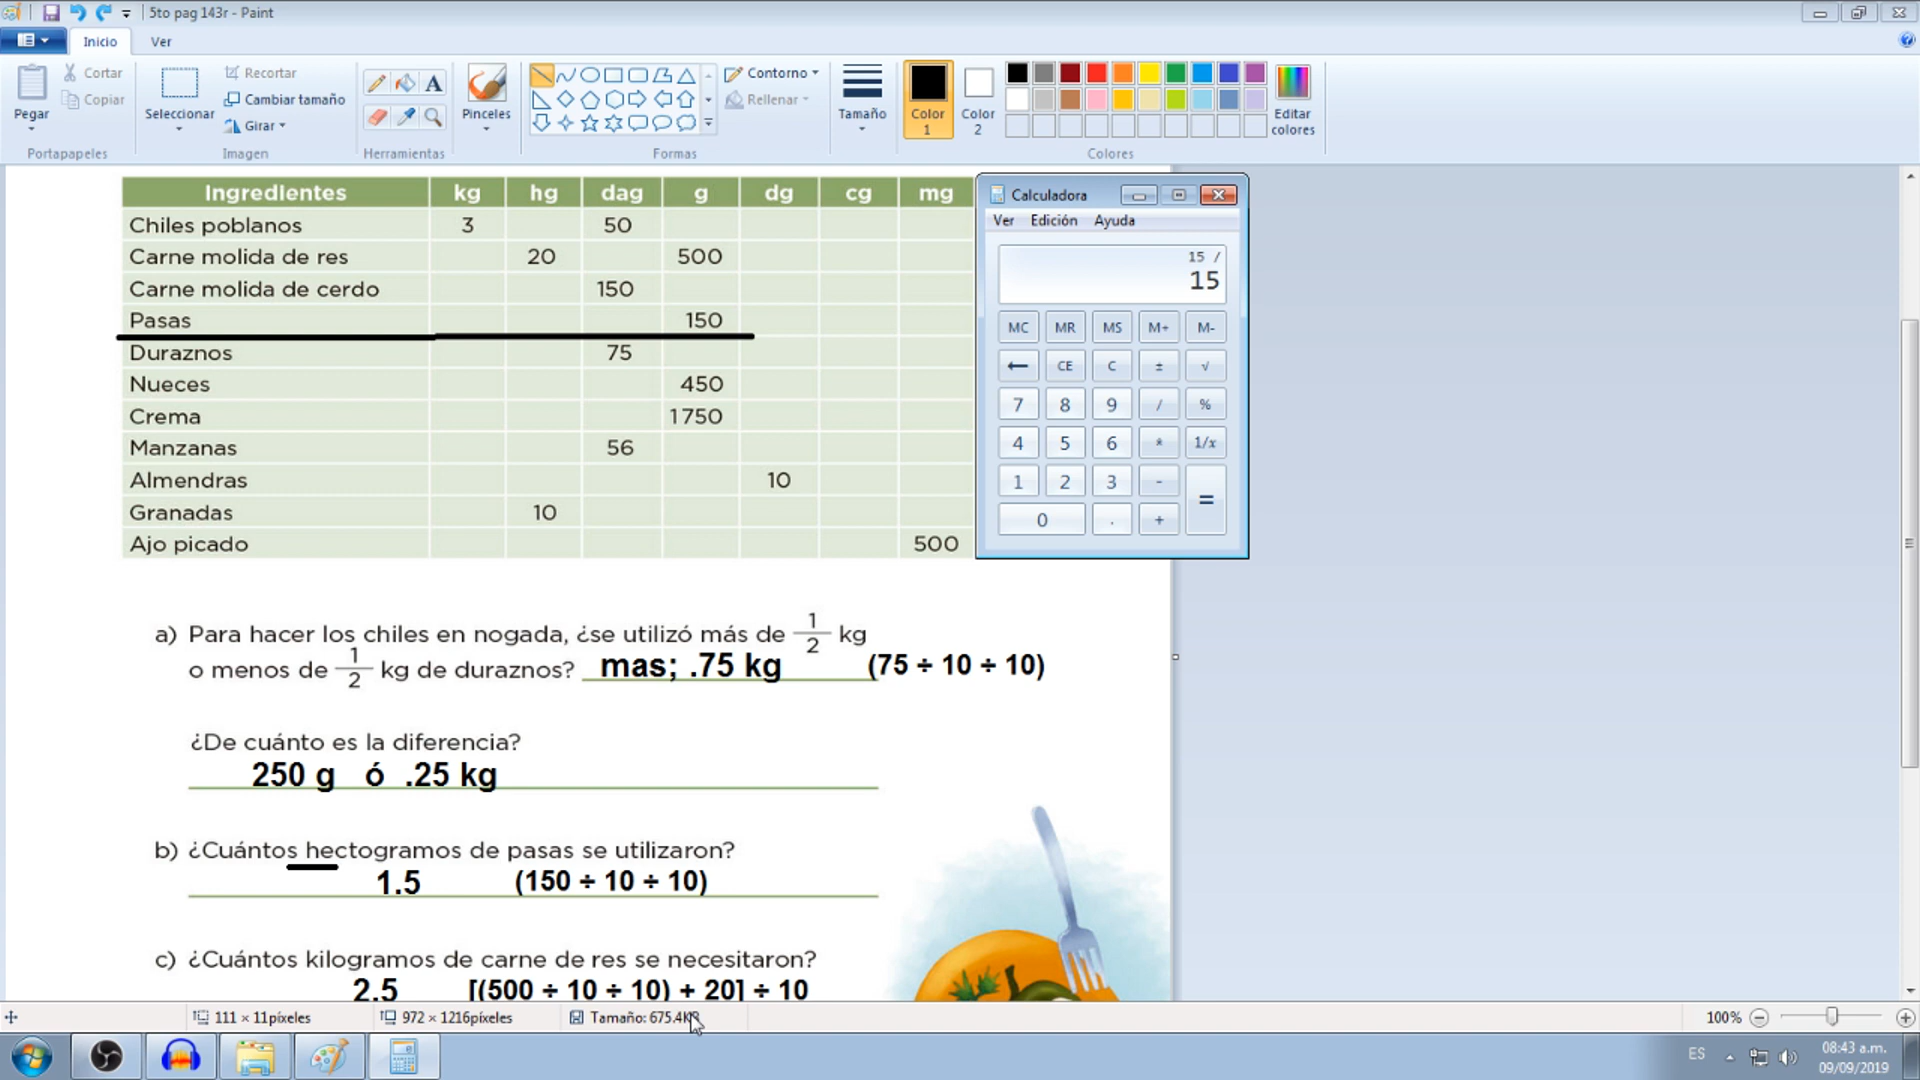 5to pag 143r - Paint
Inicio Ver
Pegar
Cortar
Copiar
Portapapeles
Seleccionar
Recortar
Cambiar tamaño
Girar
Imagen
A
Herramientas
Pinceles
Contorno
Rellenar
Formas
Tamaño
Color 1
Color 2
Editar colores
Colores
Ingredientes kg hg dag g dg cg mg
Chiles poblanos 3 50
Carne molida de res 20 500
Carne molida de cerdo 150
Pasas 150
Duraznos 75
Nueces 450
Crema 1750
Manzanas 56
Almendras 10
Granadas 10
Ajo picado 500
Calculadora
Ver Edición Ayuda
15 /
15
MC MR MS M+ M-
← CE C ± √
7 8 9 / %
4 5 6 * 1/x
1 2 3 - =
0 . +
a) Para hacer los chiles en nogada, ¿se utilizó más de 1/2 kg
o menos de 1/2 kg de duraznos? mas; .75 kg (75 ÷ 10 ÷ 10)
¿De cuánto es la diferencia?
250 g ó .25 kg
b) ¿Cuántos hectogramos de pasas se utilizaron?
1.5 (150 ÷ 10 ÷ 10)
c) ¿Cuántos kilogramos de carne de res se necesitaron?
2.5 [(500 ÷ 10 ÷ 10) + 20] ÷ 10
111 × 11píxeles 972 × 1216píxeles Tamaño: 675.4KB 100%
ES 08:43 a.m.
09/09/2019